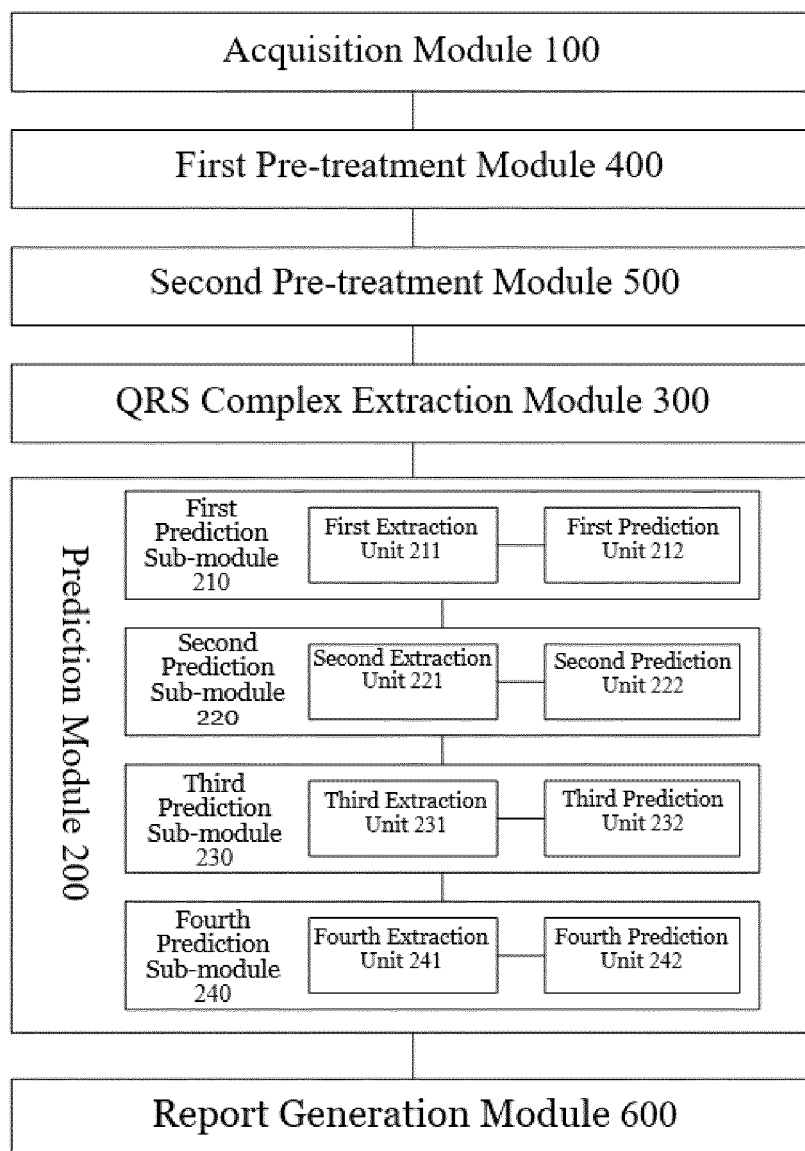 Acquisition Module 100
First Pre-treatment Module 400
Second Pre-treatment Module 500
QRS Complex Extraction Module 300
Prediction Module 200
First
Prediction
Sub-module
210
First Extraction
Unit 211
First Prediction
Unit 212
Second
Prediction
Sub-module
220
Second Extraction
Unit 221
Second Prediction
Unit 222
Third
Prediction
Sub-module
230
Third Extraction
Unit 231
Third Prediction
Unit 232
Fourth
Prediction
Sub-module
240
Fourth Extraction
Unit 241
Fourth Prediction
Unit 242
Report Generation Module 600